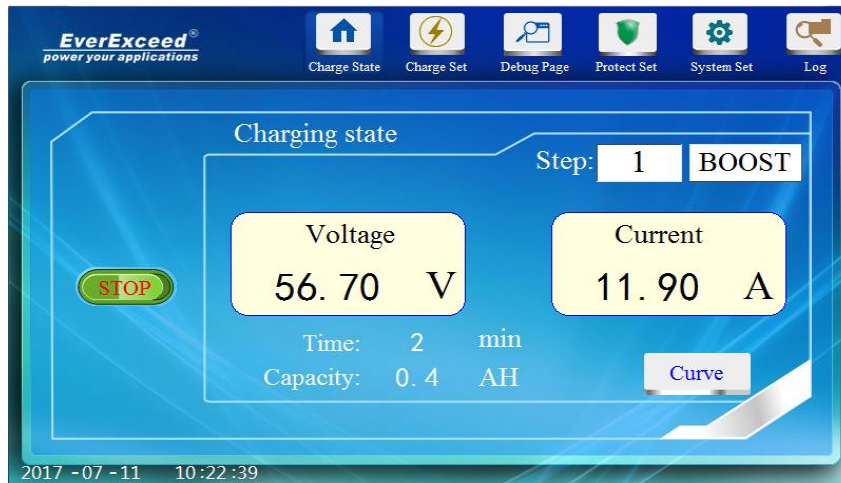 EverExceed®
power your applications
Charge State Charge Set Debug Page Protect Set System Set Log
Charging state
Step: 1 BOOST
Voltage Current
STOP 56.70 V 11.90 A
Time: 2 min
Capacity: 0.4 AH
Curve
2017-07-11 10:22:39